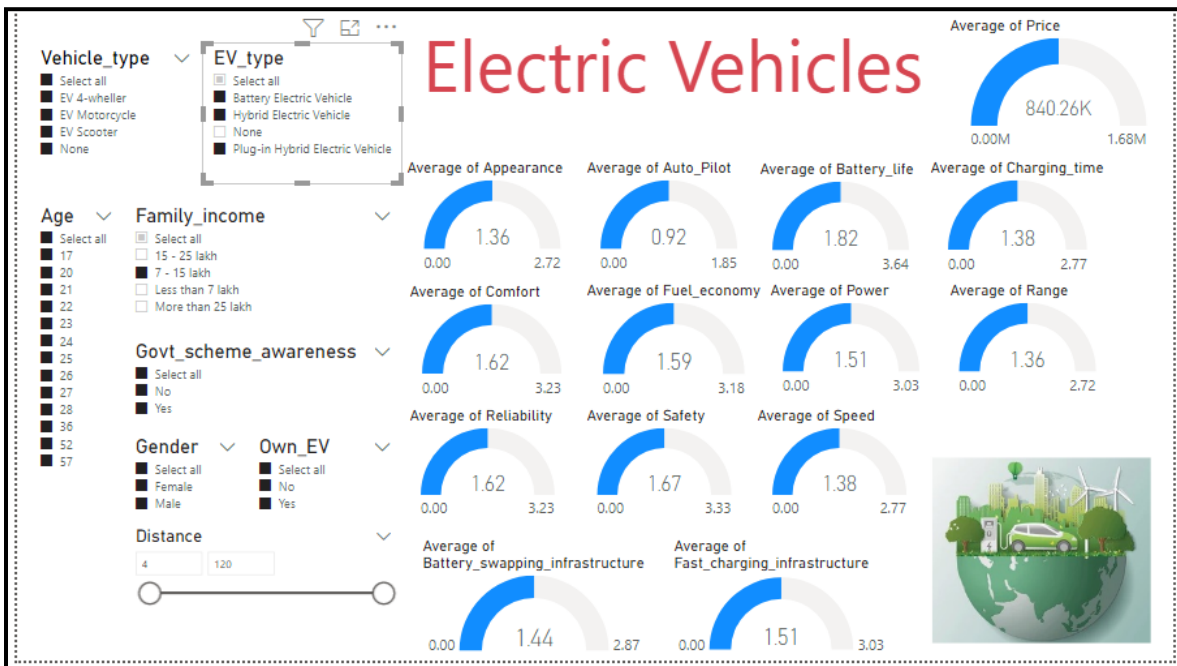 Vehicle_type
Select all
EV 4-wheller
EV Motorcycle
EV Scooter
None
EV_type
Select all
Battery Electric Vehicle
Hybrid Electric Vehicle
None
Plug-in Hybrid Electric Vehicle
Electric Vehicles
Average of Price
840.26K
0.00M
1.68M
Age
Select all
17
20
21
22
23
24
25
26
27
28
36
52
57
Family_income
Select all
15 - 25 lakh
7 - 15 lakh
Less than 7 lakh
More than 25 lakh
Govt_scheme_awareness
Select all
No
Yes
Gender
Select all
Female
Male
Own_EV
Select all
No
Yes
Distance
4
120
Average of Appearance
1.36
0.00
2.72
Average of Auto_Pilot
0.92
0.00
1.85
Average of Battery_life
1.82
0.00
3.64
Average of Charging_time
1.38
0.00
2.77
Average of Comfort
1.62
0.00
3.23
Average of Fuel_economy
1.59
0.00
3.18
Average of Power
1.51
0.00
3.03
Average of Range
1.36
0.00
2.72
Average of Reliability
1.62
0.00
3.23
Average of Safety
1.67
0.00
3.33
Average of Speed
1.38
0.00
2.77
Average of
Battery_swapping_infrastructure
1.44
0.00
2.87
Average of
Fast_charging_infrastructure
1.51
0.00
3.03